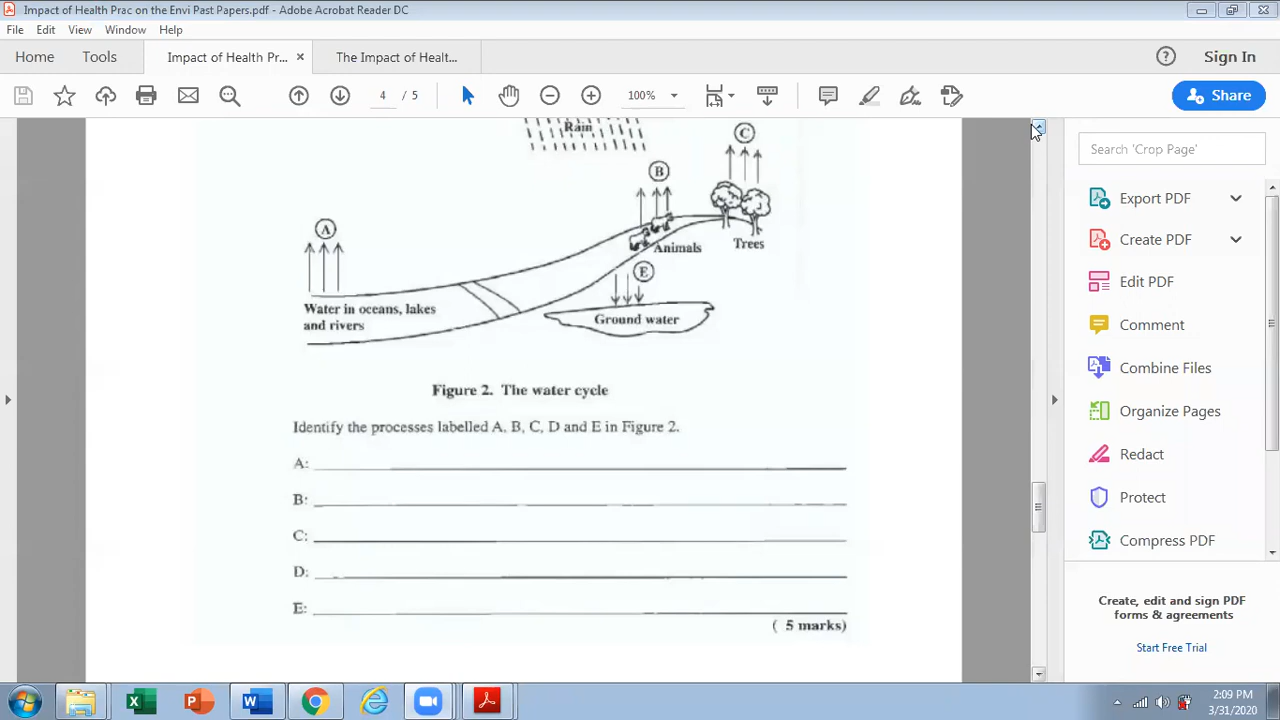 Impact of Health Prac on the Envi Past Papers.pdf - Adobe Acrobat Reader DC
File Edit View Window Help
Home Tools Impact of Health Pr... × The Impact of Healt... Sign In
4 / 5 100% Share
Rain
C
B
A
Animals
Trees
E
Water in oceans, lakes
and rivers
Ground water
Figure 2. The water cycle
Identify the processes labelled A, B, C, D and E in Figure 2.
A:
B:
C:
D:
E:
( 5 marks)
Search 'Crop Page'
Export PDF
Create PDF
Edit PDF
Comment
Combine Files
Organize Pages
Redact
Protect
Compress PDF
Create, edit and sign PDF
forms & agreements
Start Free Trial
2:09 PM
3/31/2020